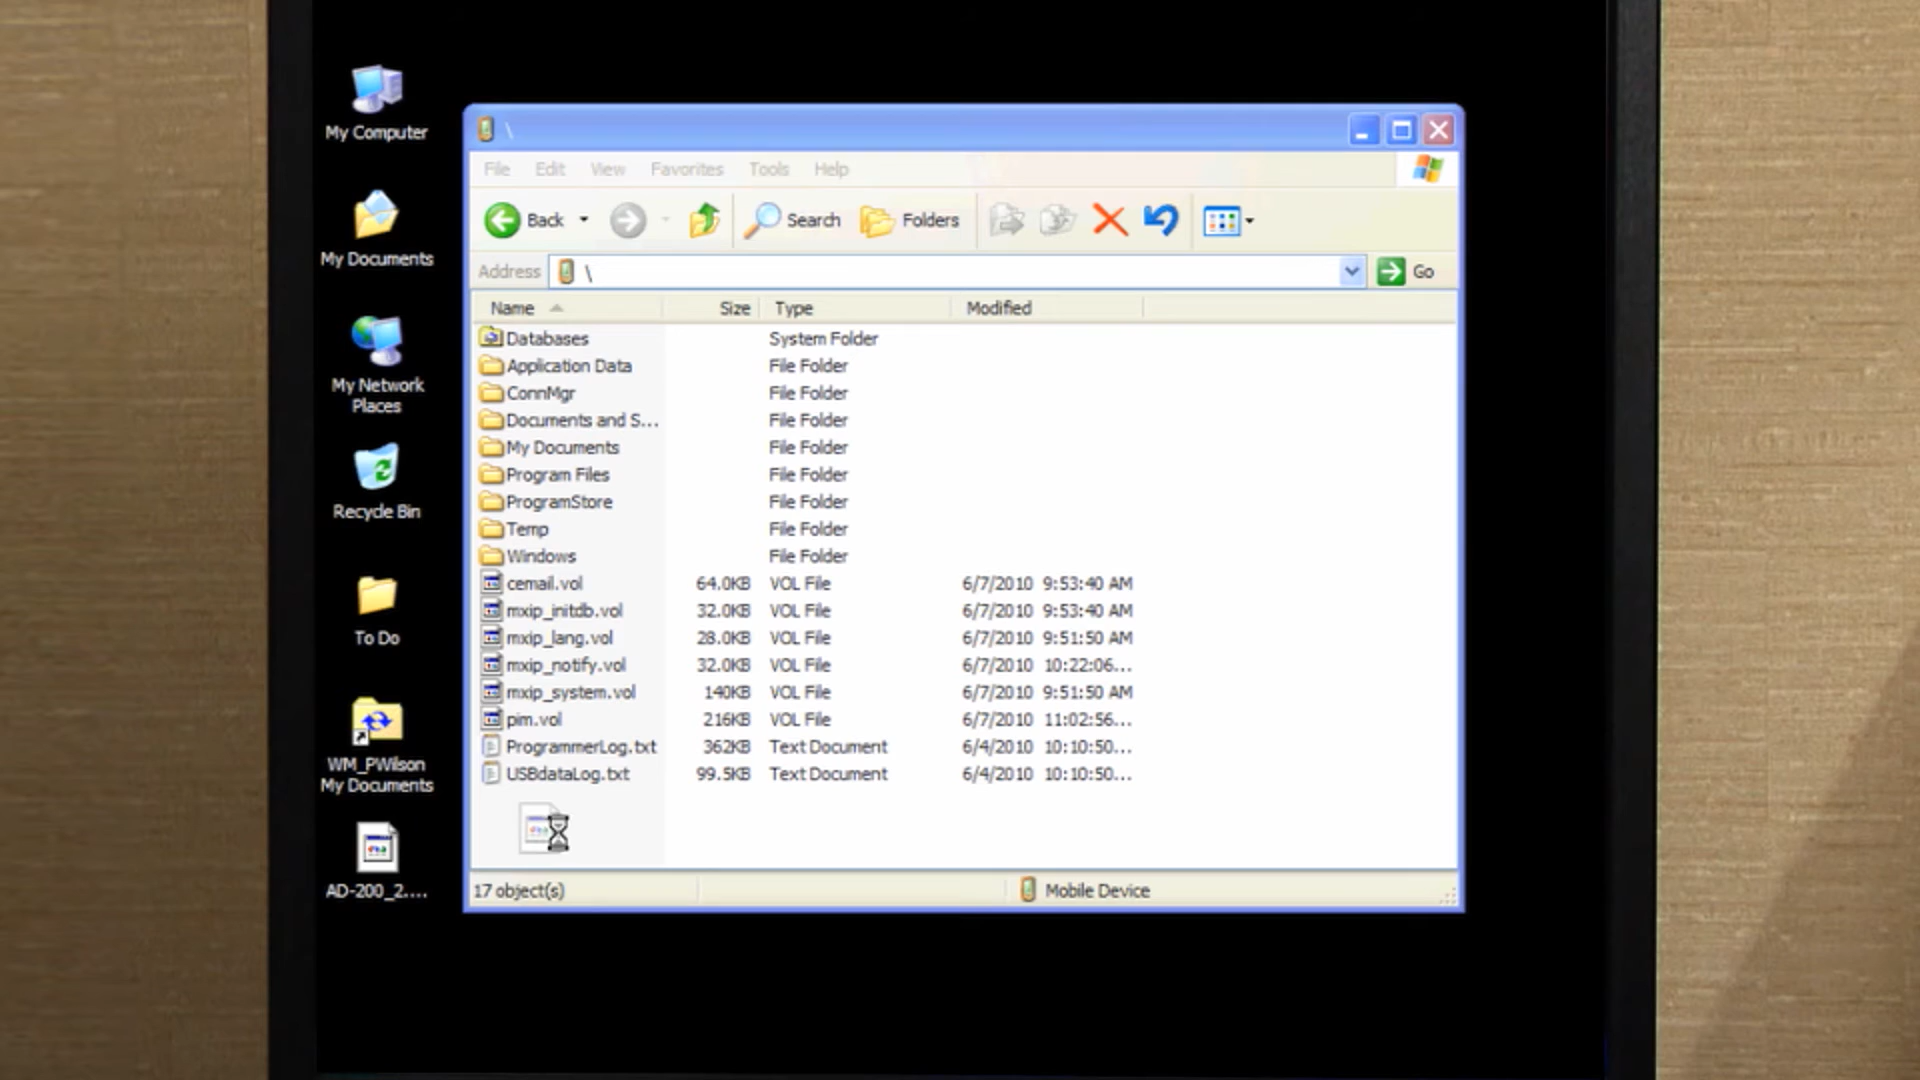 My Computer
My Documents
My Network
Places
Recycle Bin
To Do
WM_PWilson
My Documents
AD-200_2....
\
File Edit View Favorites Tools Help
Back Search Folders
Address \ Go
Name Size Type Modified
Databases System Folder
Application Data File Folder
ConnMgr File Folder
Documents and S... File Folder
My Documents File Folder
Program Files File Folder
ProgramStore File Folder
Temp File Folder
Windows File Folder
cemail.vol 64.0KB VOL File 6/7/2010 9:53:40 AM
mxip_initdb.vol 32.0KB VOL File 6/7/2010 9:53:40 AM
mxip_lang.vol 28.0KB VOL File 6/7/2010 9:51:50 AM
mxip_notify.vol 32.0KB VOL File 6/7/2010 10:22:06...
mxip_system.vol 140KB VOL File 6/7/2010 9:51:50 AM
pim.vol 216KB VOL File 6/7/2010 11:02:56...
ProgrammerLog.txt 362KB Text Document 6/4/2010 10:10:50...
USBdataLog.txt 99.5KB Text Document 6/4/2010 10:10:50...
17 object(s) Mobile Device